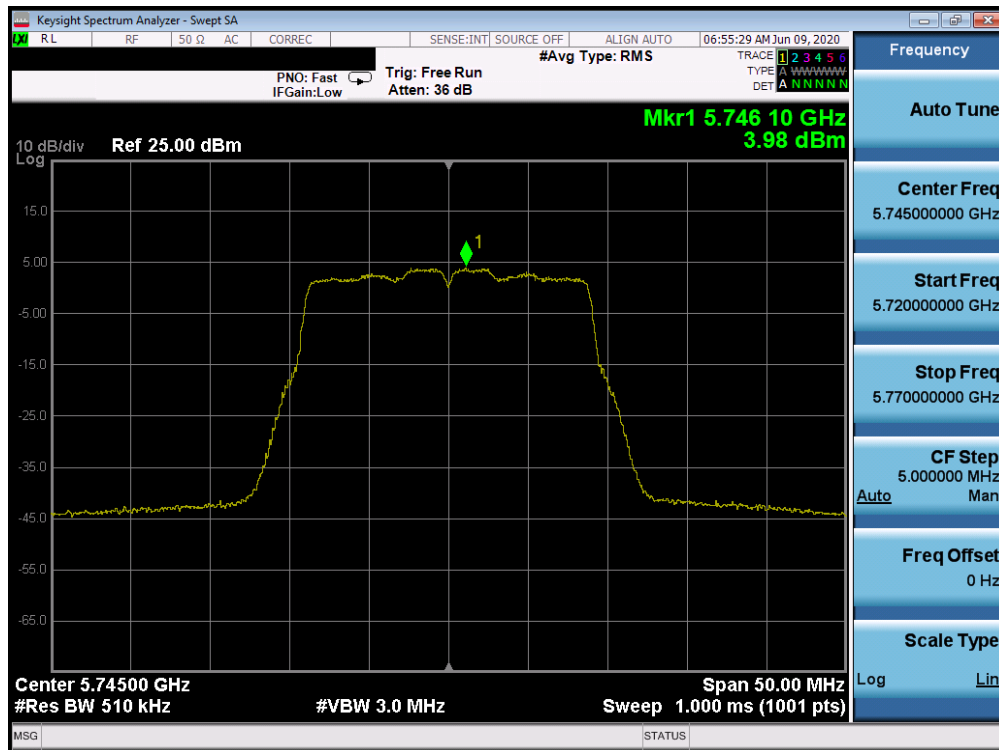 Keysight Spectrum Analyzer - Swept SA
LXI RL RF 50 Ω AC CORREC SENSE:INT SOURCE OFF ALIGN AUTO 06:55:29 AM Jun 09, 2020
#Avg Type: RMS
TRACE 1 2 3 4 5 6
PNO: Fast Trig: Free Run
TYPE A WWWWW
IFGain:Low Atten: 36 dB
DET A N N N N N
Mkr1 5.746 10 GHz
3.98 dBm
10 dB/div Ref 25.00 dBm
Log
1
15.0
5.00
-5.00
-15.0
-25.0
-35.0
-45.0
-55.0
-65.0
Center 5.74500 GHz Span 50.00 MHz
#Res BW 510 kHz #VBW 3.0 MHz Sweep 1.000 ms (1001 pts)
MSG STATUS
Frequency
Auto Tune
Center Freq
5.745000000 GHz
Start Freq
5.720000000 GHz
Stop Freq
5.770000000 GHz
CF Step
5.000000 MHz
Auto Man
Freq Offset
0 Hz
Scale Type
Log Lin